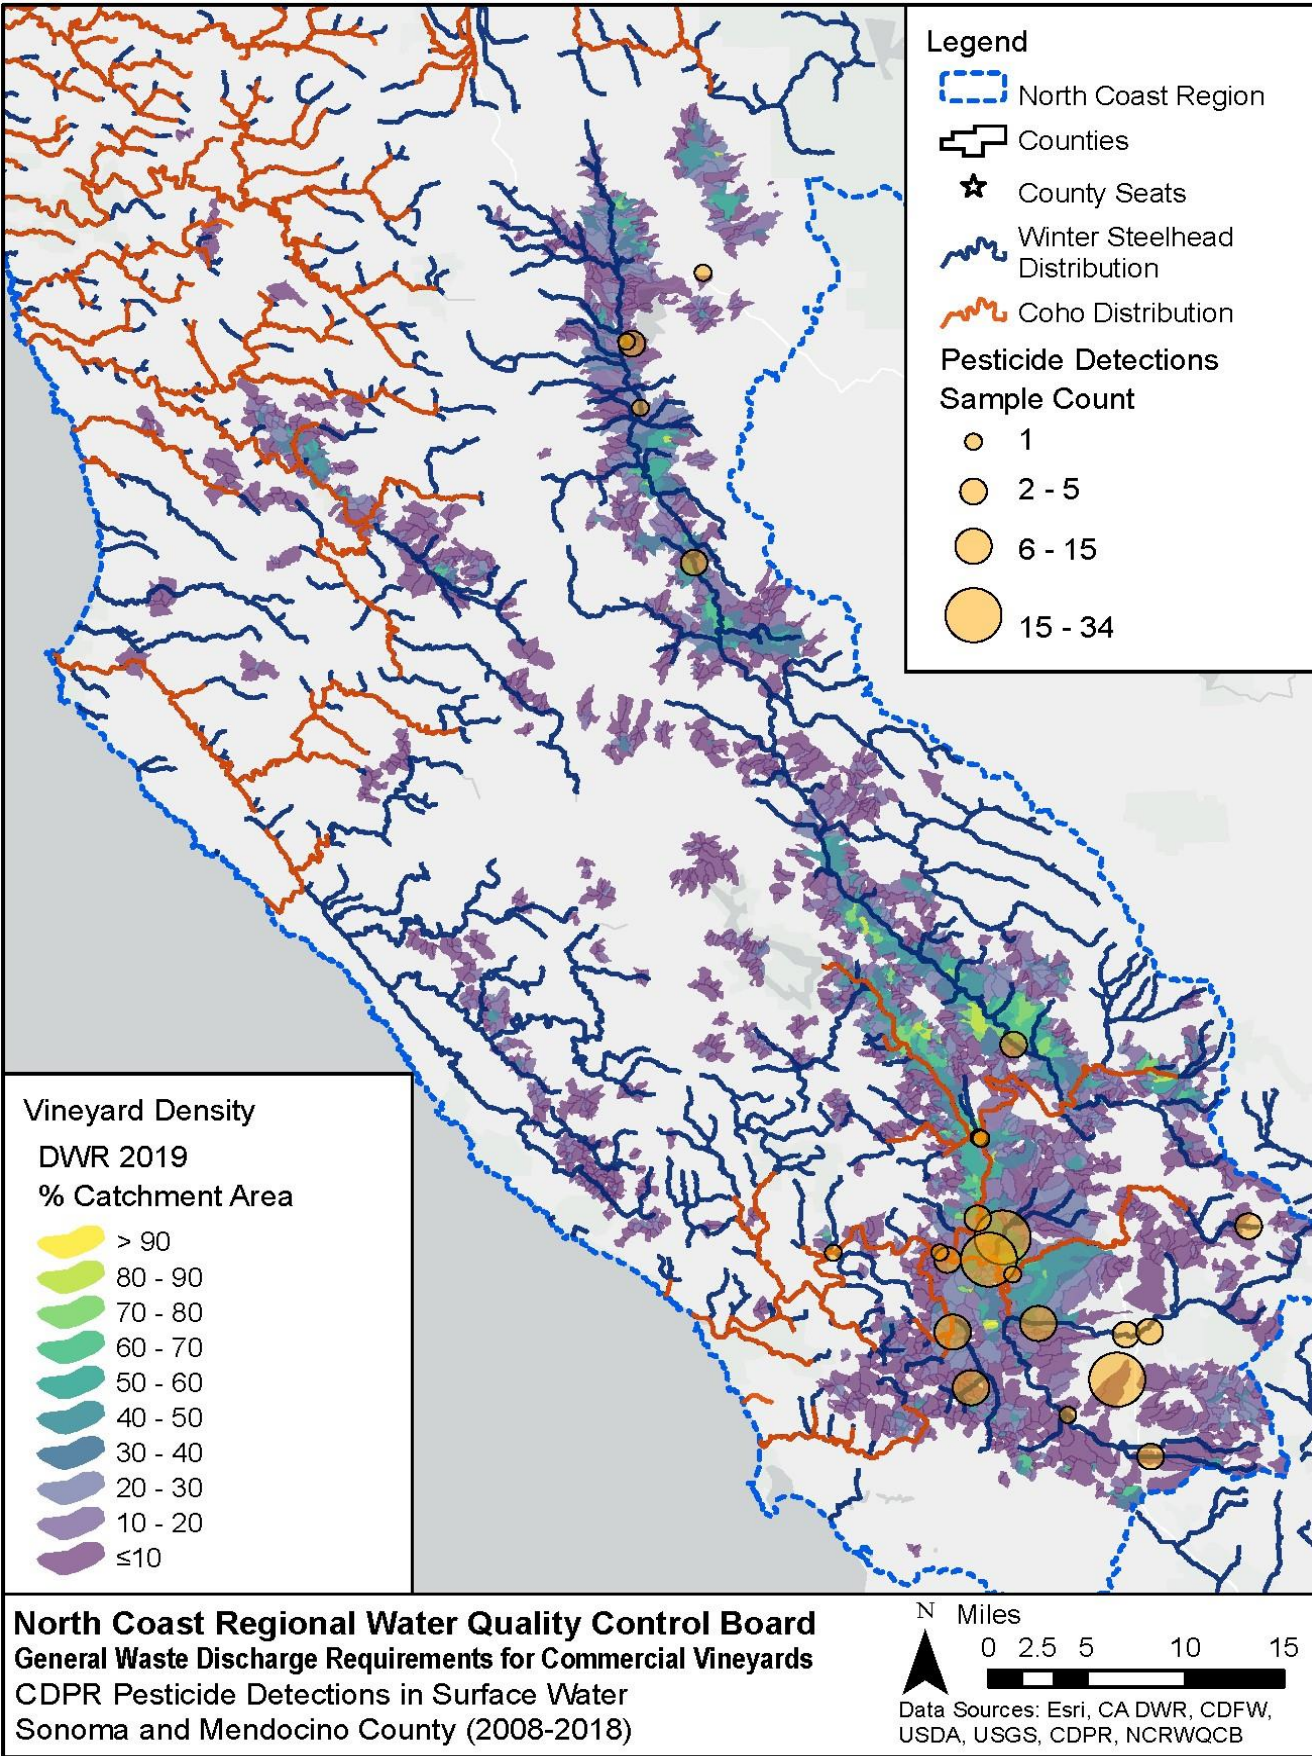 Legend
North Coast Region
Counties
County Seats
Winter Steelhead
Distribution
Coho Distribution
Pesticide Detections
Sample Count
1
2 - 5
6 - 15
15 - 34
Vineyard Density
DWR 2019
% Catchment Area
> 90
80 - 90
70 - 80
60 - 70
50 - 60
40 - 50
30 - 40
20 - 30
10 - 20
≤10
North Coast Regional Water Quality Control Board
General Waste Discharge Requirements for Commercial Vineyards
CDPR Pesticide Detections in Surface Water
Sonoma and Mendocino County (2008-2018)
N Miles
0 2.5 5 10 15
Data Sources: Esri, CA DWR, CDFW,
USDA, USGS, CDPR, NCRWQCB